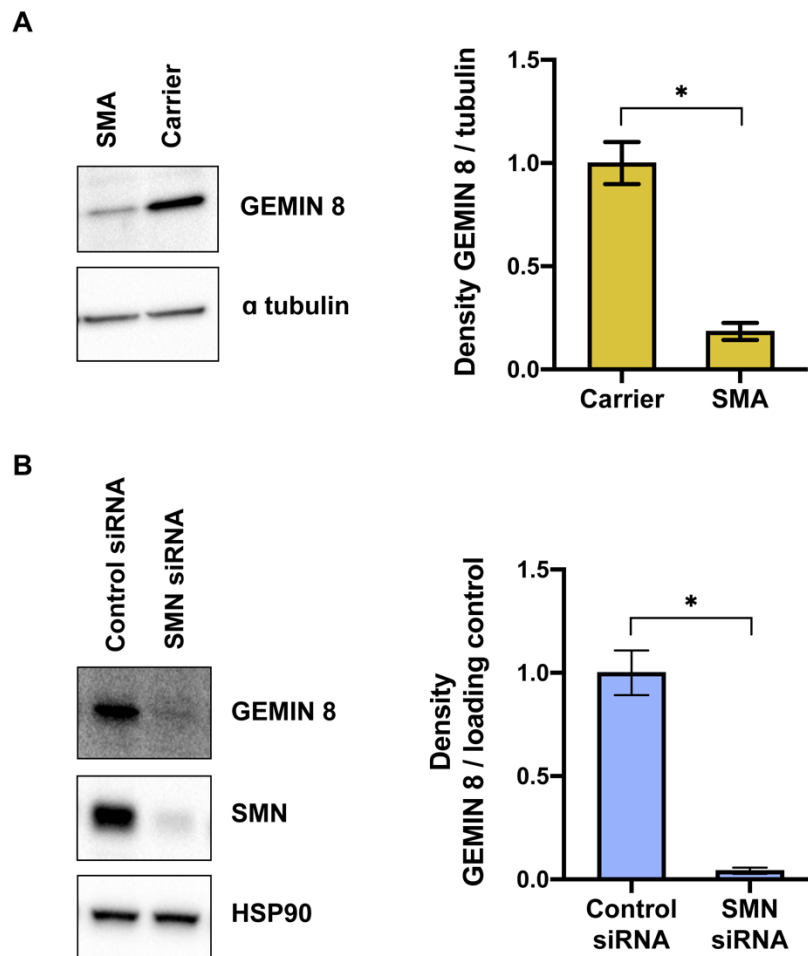 A
SMA
Carrier
GEMIN 8
α tubulin
Density GEMIN 8 / tubulin
1.5
1.0
0.5
0.0
*
Carrier
SMA
B
Control siRNA
SMN siRNA
GEMIN 8
SMN
HSP90
Density
GEMIN 8 / loading control
1.5
1.0
0.5
0.0
*
Control
siRNA
SMN
siRNA